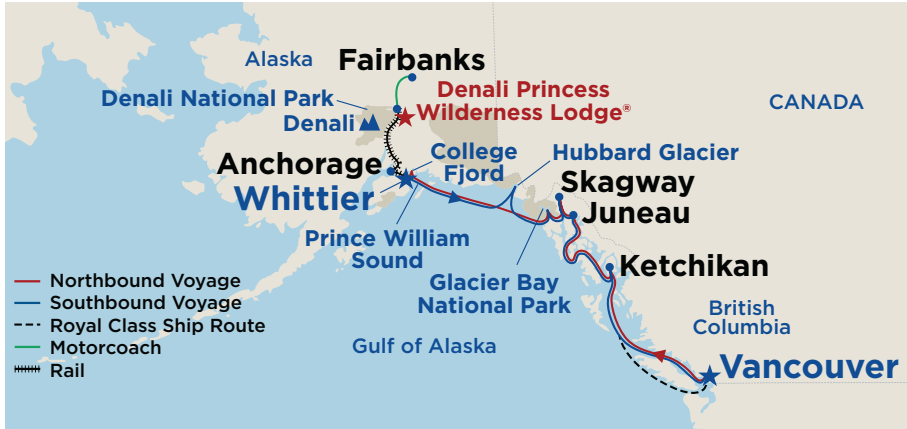 Alaska
Fairbanks
Denali National Park
Denali
Denali Princess
Wilderness Lodge®
CANADA
Anchorage
Whittier
College
Fjord
Hubbard Glacier
Skagway
Juneau
Prince William
Sound
Glacier Bay
National Park
Ketchikan
Northbound Voyage
Southbound Voyage
Royal Class Ship Route
Motorcoach
Rail
Gulf of Alaska
British
Columbia
Vancouver